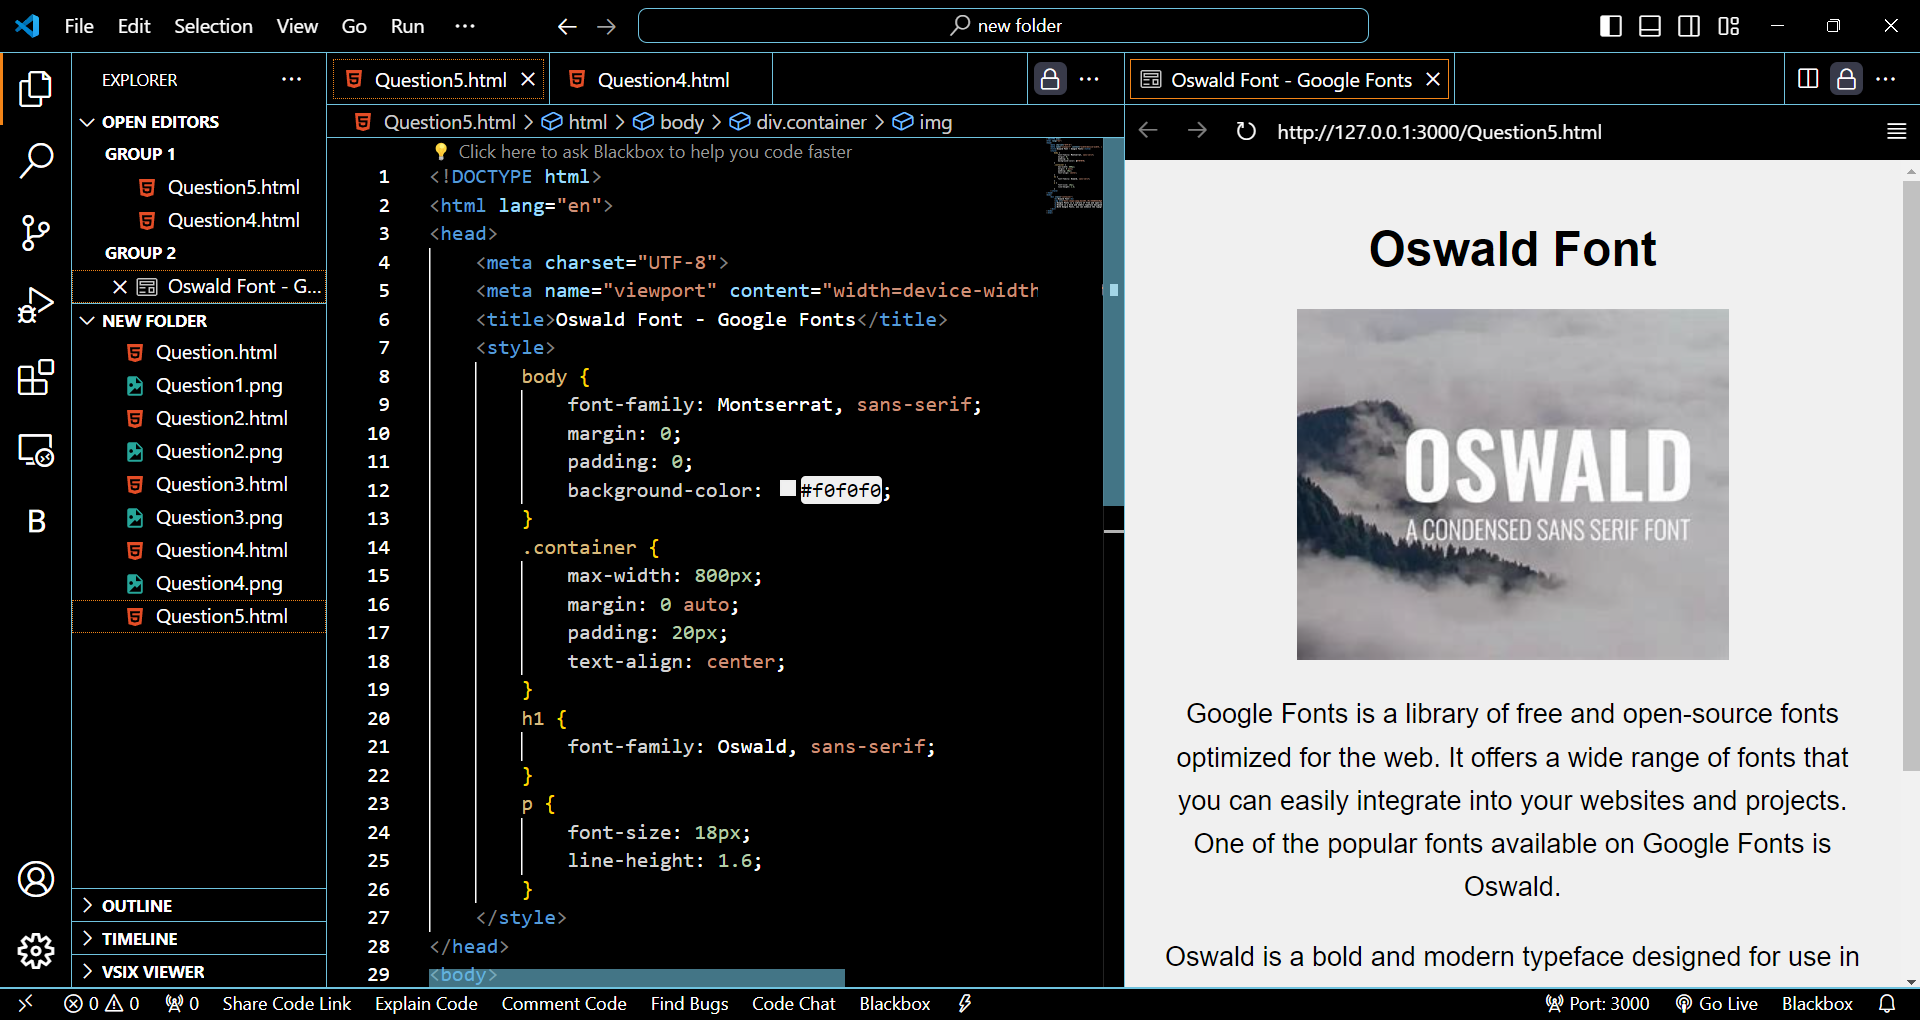 File Edit Selection View Go Run ··· new folder
EXPLORER ···
OPEN EDITORS
GROUP 1
Question5.html
Question4.html
GROUP 2
Oswald Font - G...
NEW FOLDER
Question.html
Question1.png
Question2.html
Question2.png
Question3.html
Question3.png
Question4.html
Question4.png
Question5.html
OUTLINE
TIMELINE
VSIX VIEWER
B
Question5.html Question4.html ···
Question5.html > html > body > div.container > img
Click here to ask Blackbox to help you code faster
1 <!DOCTYPE html>
2 <html lang="en">
3 <head>
4 <meta charset="UTF-8">
5 <meta name="viewport" content="width=device-width
6 <title>Oswald Font - Google Fonts</title>
7 <style>
8 body {
9 font-family: Montserrat, sans-serif;
10 margin: 0;
11 padding: 0;
12 background-color: #f0f0f0;
13 }
14 .container {
15 max-width: 800px;
16 margin: 0 auto;
17 padding: 20px;
18 text-align: center;
19 }
20 h1 {
21 font-family: Oswald, sans-serif;
22 }
23 p {
24 font-size: 18px;
25 line-height: 1.6;
26 }
27 </style>
28 </head>
29 <body>
Oswald Font - Google Fonts ···
http://127.0.0.1:3000/Question5.html
Oswald Font
OSWALD
A CONDENSED SANS SERIF FONT
Google Fonts is a library of free and open-source fonts
optimized for the web. It offers a wide range of fonts that
you can easily integrate into your websites and projects.
One of the popular fonts available on Google Fonts is
Oswald.
Oswald is a bold and modern typeface designed for use in
0 0 0 Share Code Link Explain Code Comment Code Find Bugs Code Chat Blackbox Port: 3000 Go Live Blackbox